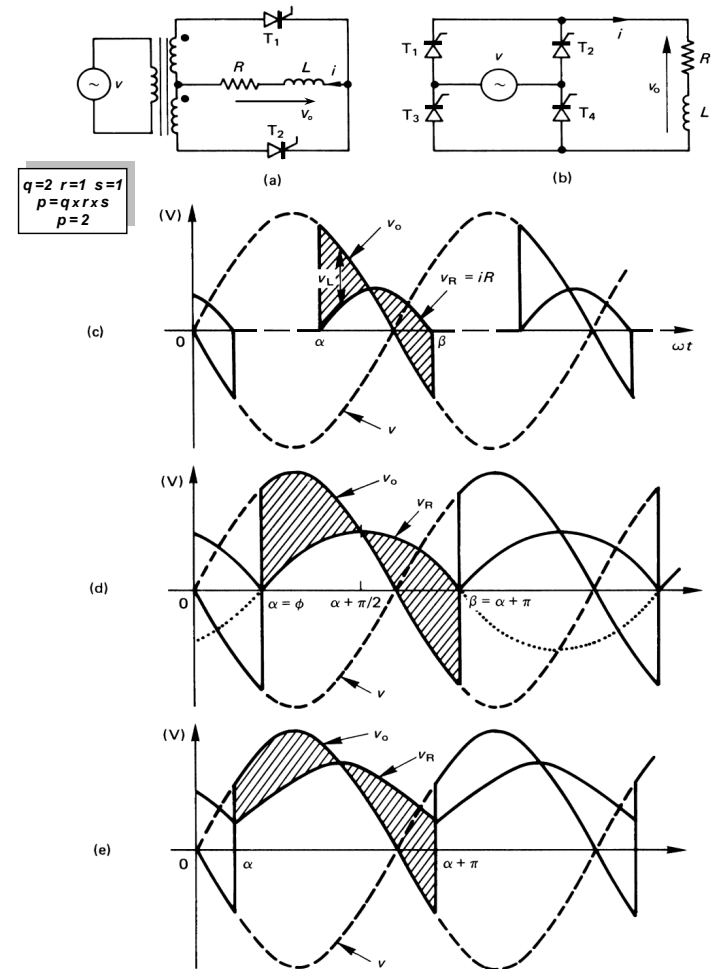 T1
R L i
v
vo
T2
(a)
i
T1 v T2
R
vo
T3 T4 L
(b)
q=2 r=1 s=1
p=q x r x s
p=2
(V)
vo
vL
vR = iR
(c)
0 α β ωt
v
(V)
vo
vR
(d)
0 α = ϕ α + π/2 β = α + π
v
(V)
vo
vR
(e)
0 α α + π
v